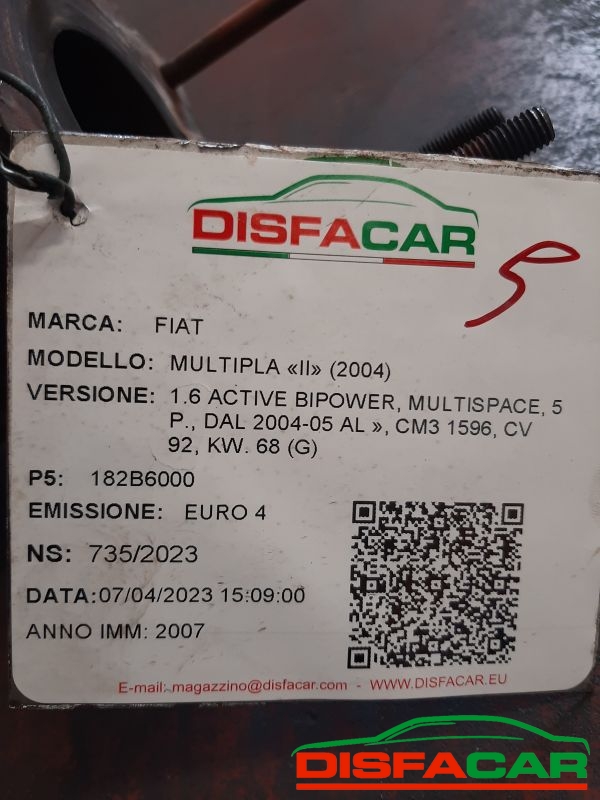 DISFACAR
MARCA: FIAT
MODELLO: MULTIPLA «II» (2004)
VERSIONE: 1.6 ACTIVE BIPOWER, MULTISPACE, 5
P., DAL 2004-05 AL », CM3 1596, CV
92, KW. 68 (G)
P5: 182B6000
EMISSIONE: EURO 4
NS: 735/2023
DATA:07/04/2023 15:09:00
ANNO IMM: 2007
E-mail: magazzino@disfacar.com - WWW.DISFACAR.EU
DISFACAR